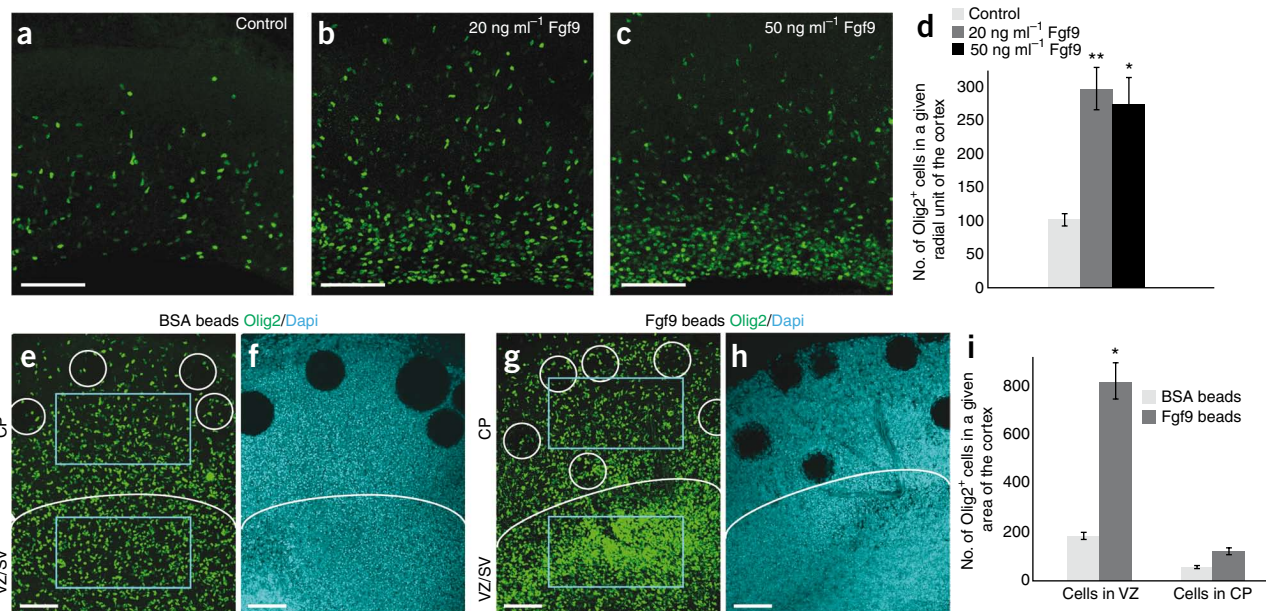 a
Control
b
20 ng ml⁻¹ Fgf9
c
50 ng ml⁻¹ Fgf9
d
Control
20 ng ml⁻¹ Fgf9
50 ng ml⁻¹ Fgf9
No. of Olig2⁺ cells in a given
radial unit of the cortex
300
250
200
150
100
50
0
**
*
BSA beads Olig2/Dapi
Fgf9 beads Olig2/Dapi
e
f
g
h
CP
VZ/SV
CP
VZ/SV
i
No. of Olig2⁺ cells in a given
area of the cortex
800
600
400
200
0
*
BSA beads
Fgf9 beads
Cells in VZ
Cells in CP